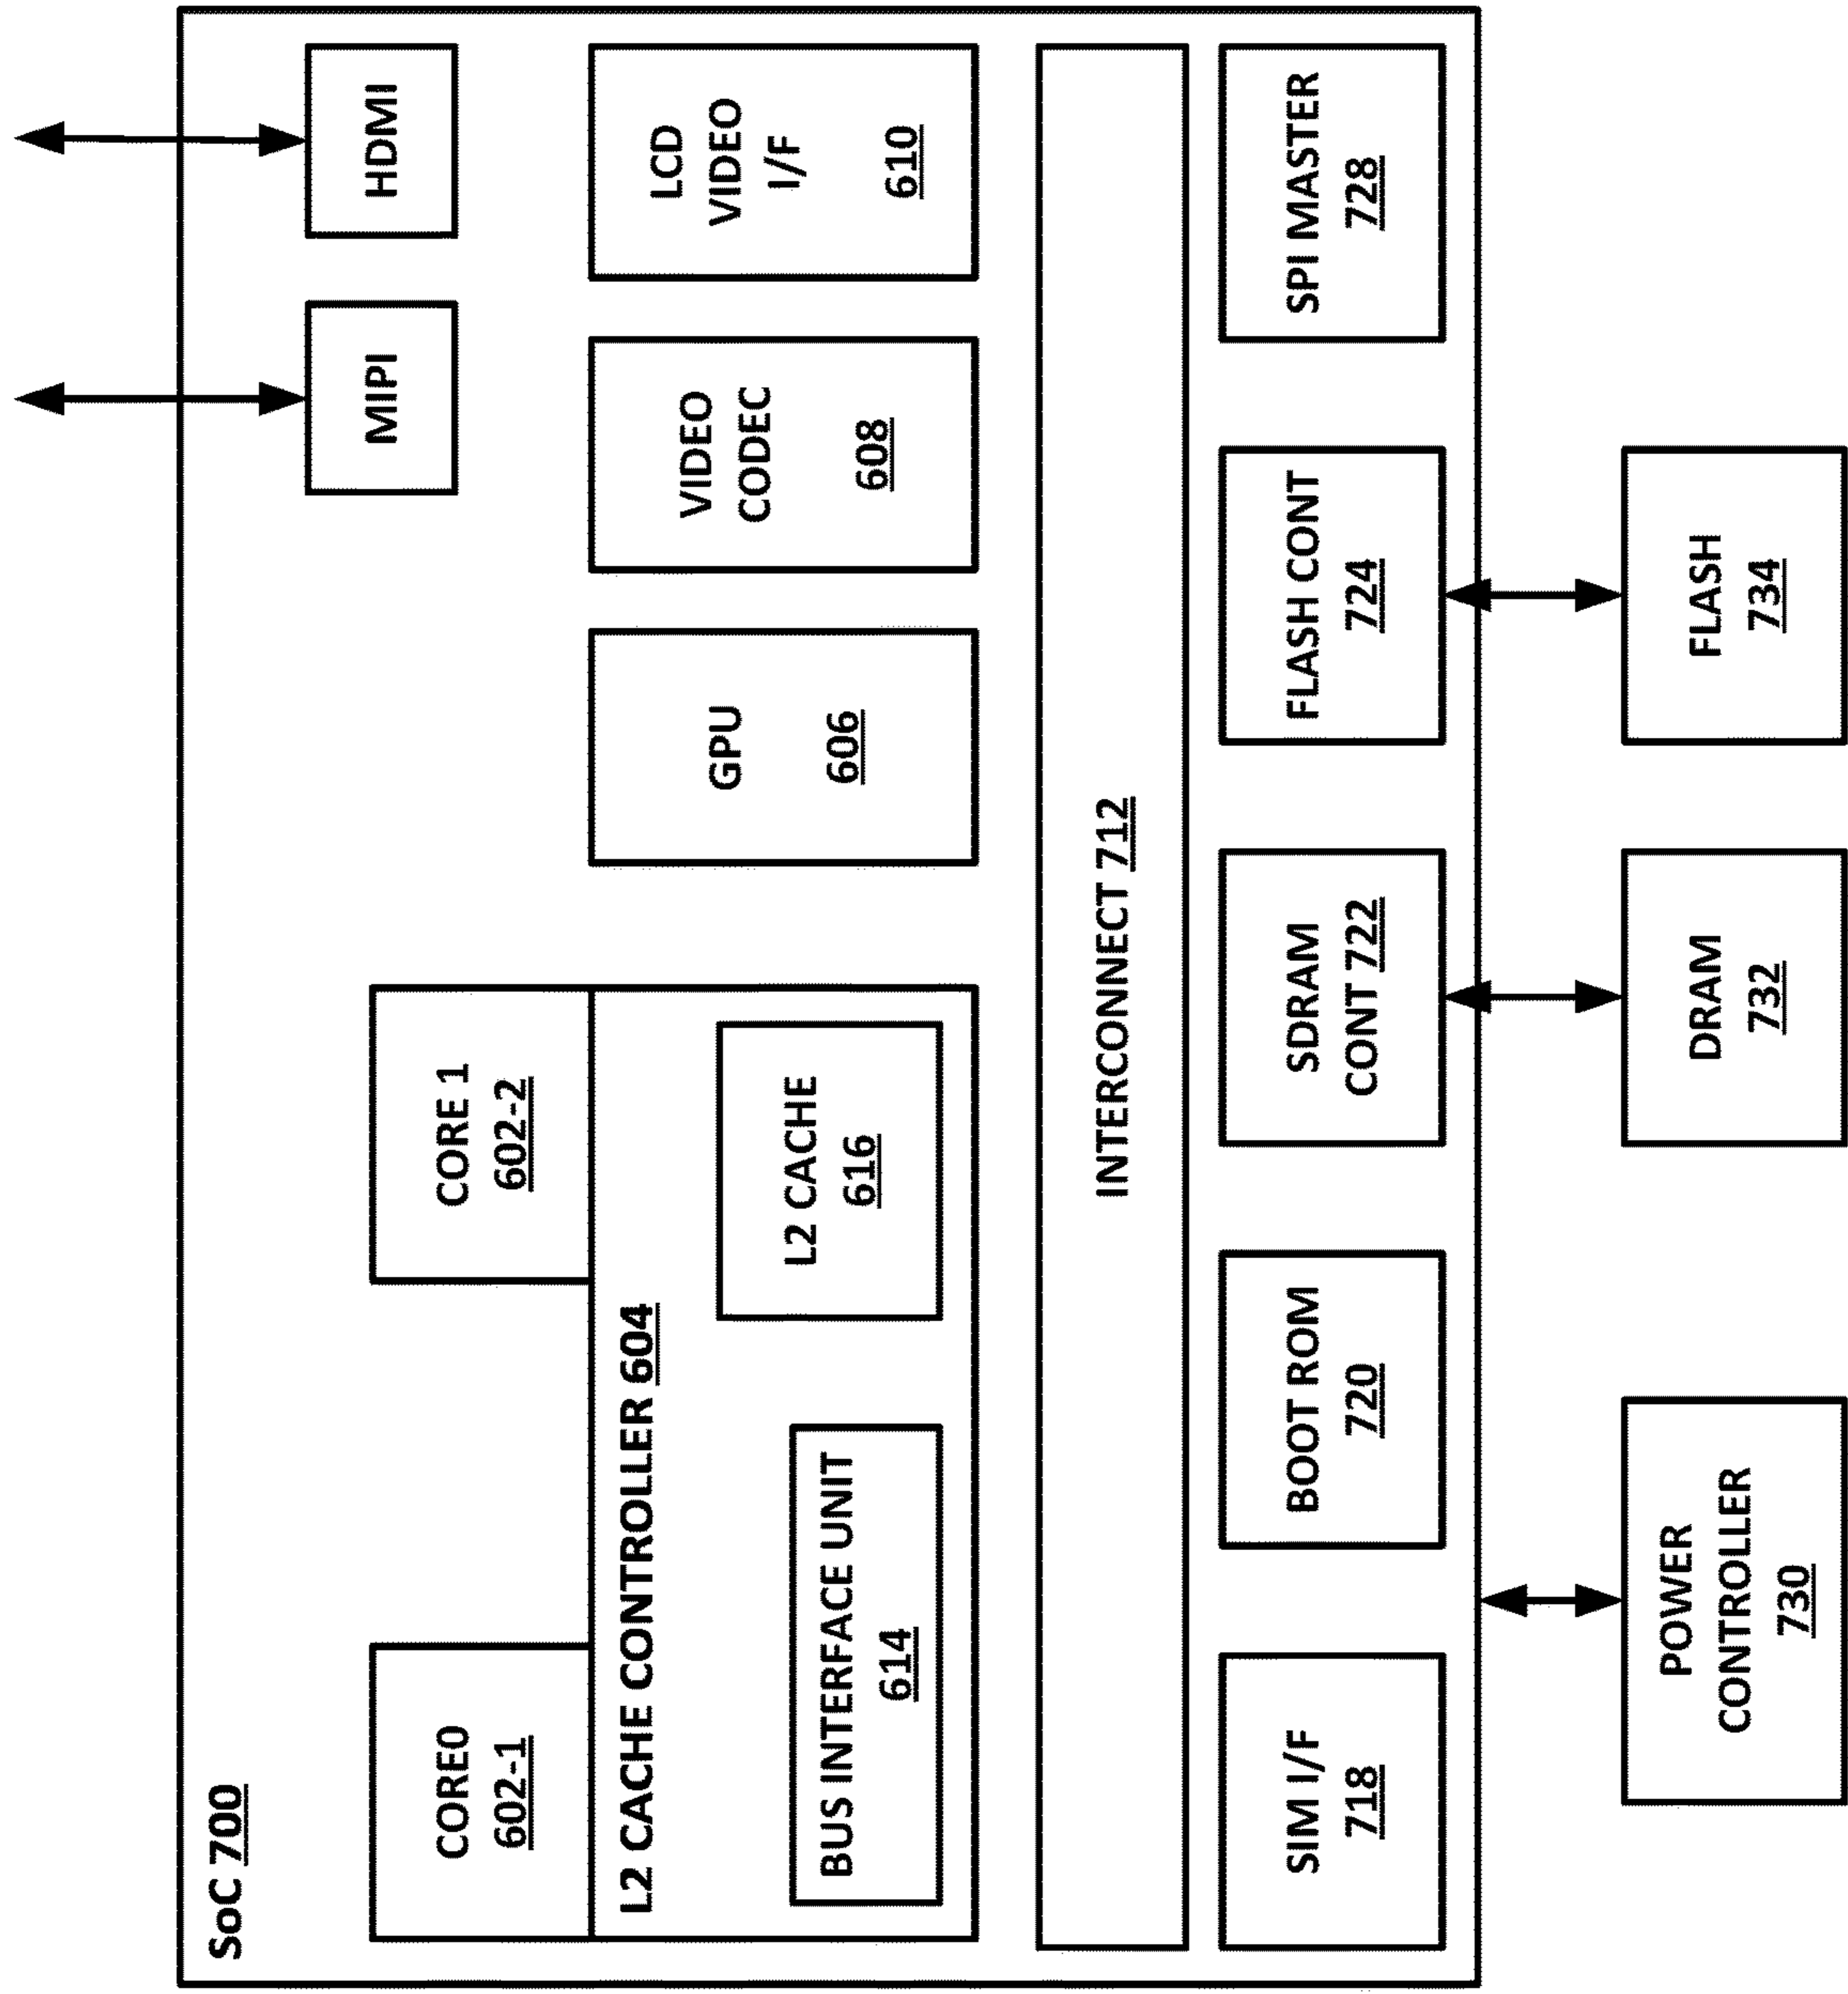 SoC 700
MIPI
HDMI
CORE0
602-1
CORE 1
602-2
L2 CACHE CONTROLLER 604
BUS INTERFACE UNIT
614
L2 CACHE
616
GPU
606
VIDEO
CODEC
608
LCD
VIDEO
I/F
610
INTERCONNECT 712
SIM I/F
718
BOOT ROM
720
SDRAM
CONT 722
FLASH CONT
724
SPI MASTER
728
POWER
CONTROLLER
730
DRAM
732
FLASH
734